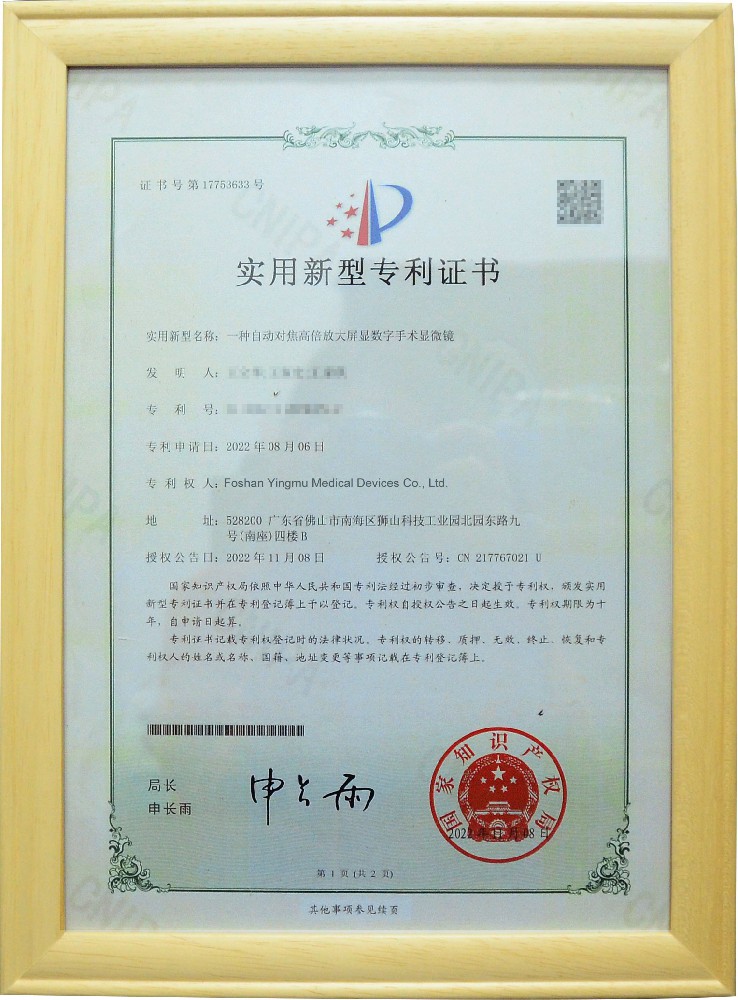 证书号第17753633号
实用新型专利证书
实用新型名称：一种自动对焦高倍放大屏显数字手术显微镜
发 明 人：
专 利 号：
专利申请日：2022年08月06日
专 利 权 人：Foshan Yingmu Medical Devices Co., Ltd.
地 址：528200 广东省佛山市南海区狮山科技工业园北园东路九
号(南座)四楼B
授权公告日：2022年11月08日 授权公告号：CN 217767021 U
国家知识产权局依照中华人民共和国专利法经过初步审查，决定授予专利权，颁发实用
新型专利证书并在专利登记簿上予以登记。专利权自授权公告之日起生效。专利权期限为十
年，自申请日起算。
专利证书记载专利权登记时的法律状况。专利权的转移、质押、无效、终止、恢复和专
利权人的姓名或名称、国籍、地址变更等事项记载在专利登记簿上。
局长
申长雨
申长雨
国家知识产权局
2022年11月08日
第 1 页 (共 2 页)
其他事项参见续页